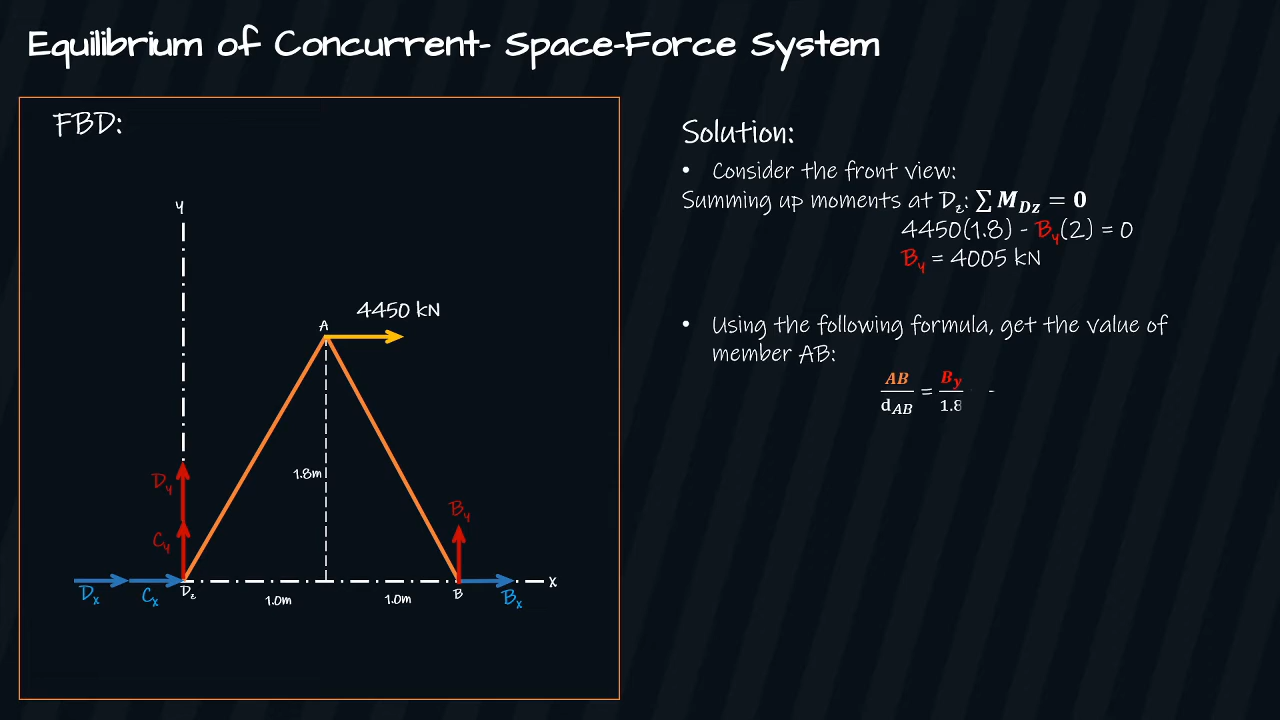 Equilibrium of Concurrent- Space-Force System
FBD:
y
4450 kN
A
1.8m
Dy
Cy
By
Dx
Cx
Dz
1.0m
1.0m
B
Bx
x
Solution:
• Consider the front view:
Summing up moments at Dz: ∑ MDz = 0
4450(1.8) - By(2) = 0
By = 4005 kN
• Using the following formula, get the value of
member AB:
AB/dAB = By/1.8